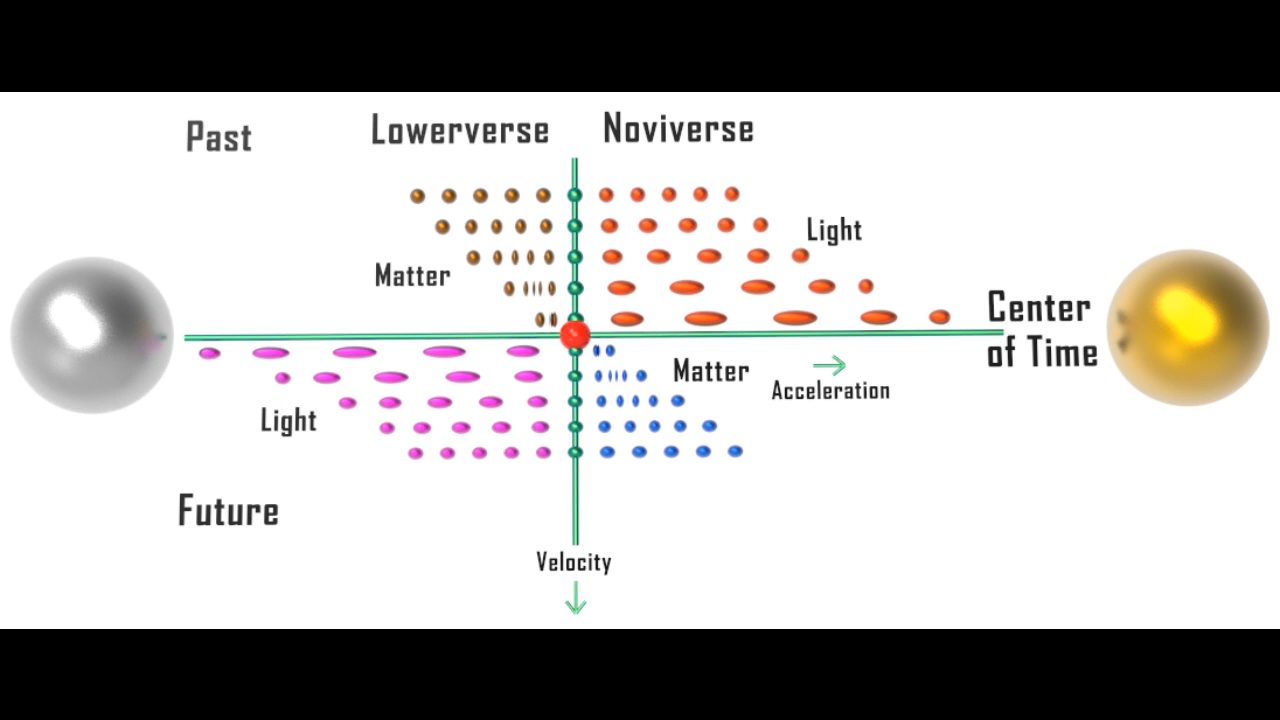 Past
Lowerverse
Noviverse
Light
Matter
Center
of Time
Matter
Acceleration
Light
Future
Velocity